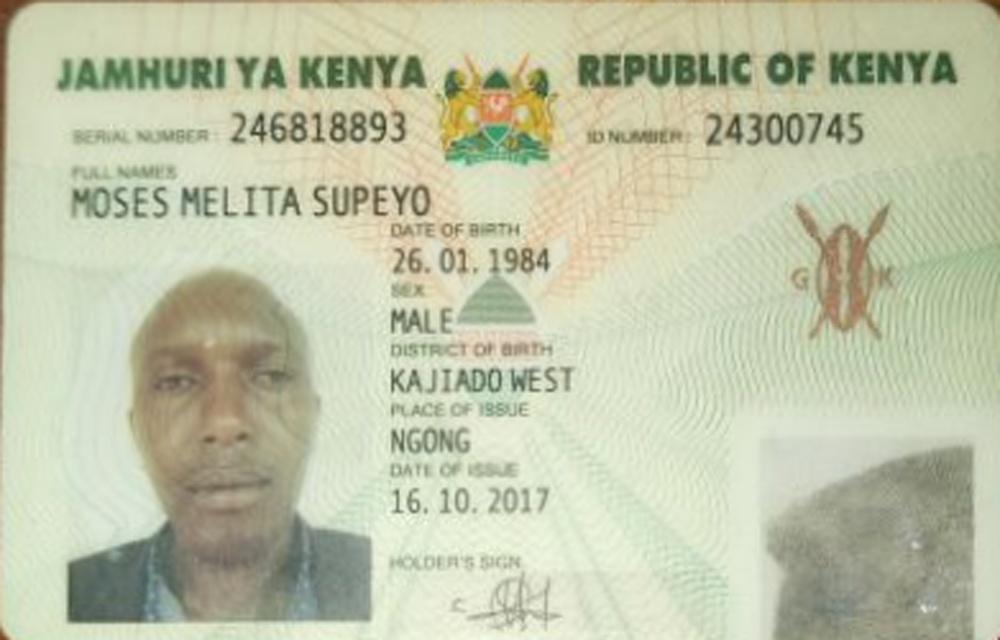 JAMHURI YA KENYA REPUBLIC OF KENYA
SERIAL NUMBER: 246818893 ID NUMBER: 24300745
FULL NAMES
MOSES MELITA SUPEYO
DATE OF BIRTH
26. 01. 1984
SEX
MALE
DISTRICT OF BIRTH
KAJIADO WEST
PLACE OF ISSUE
NGONG
DATE OF ISSUE
16. 10. 2017
HOLDER'S SIGN.
G K